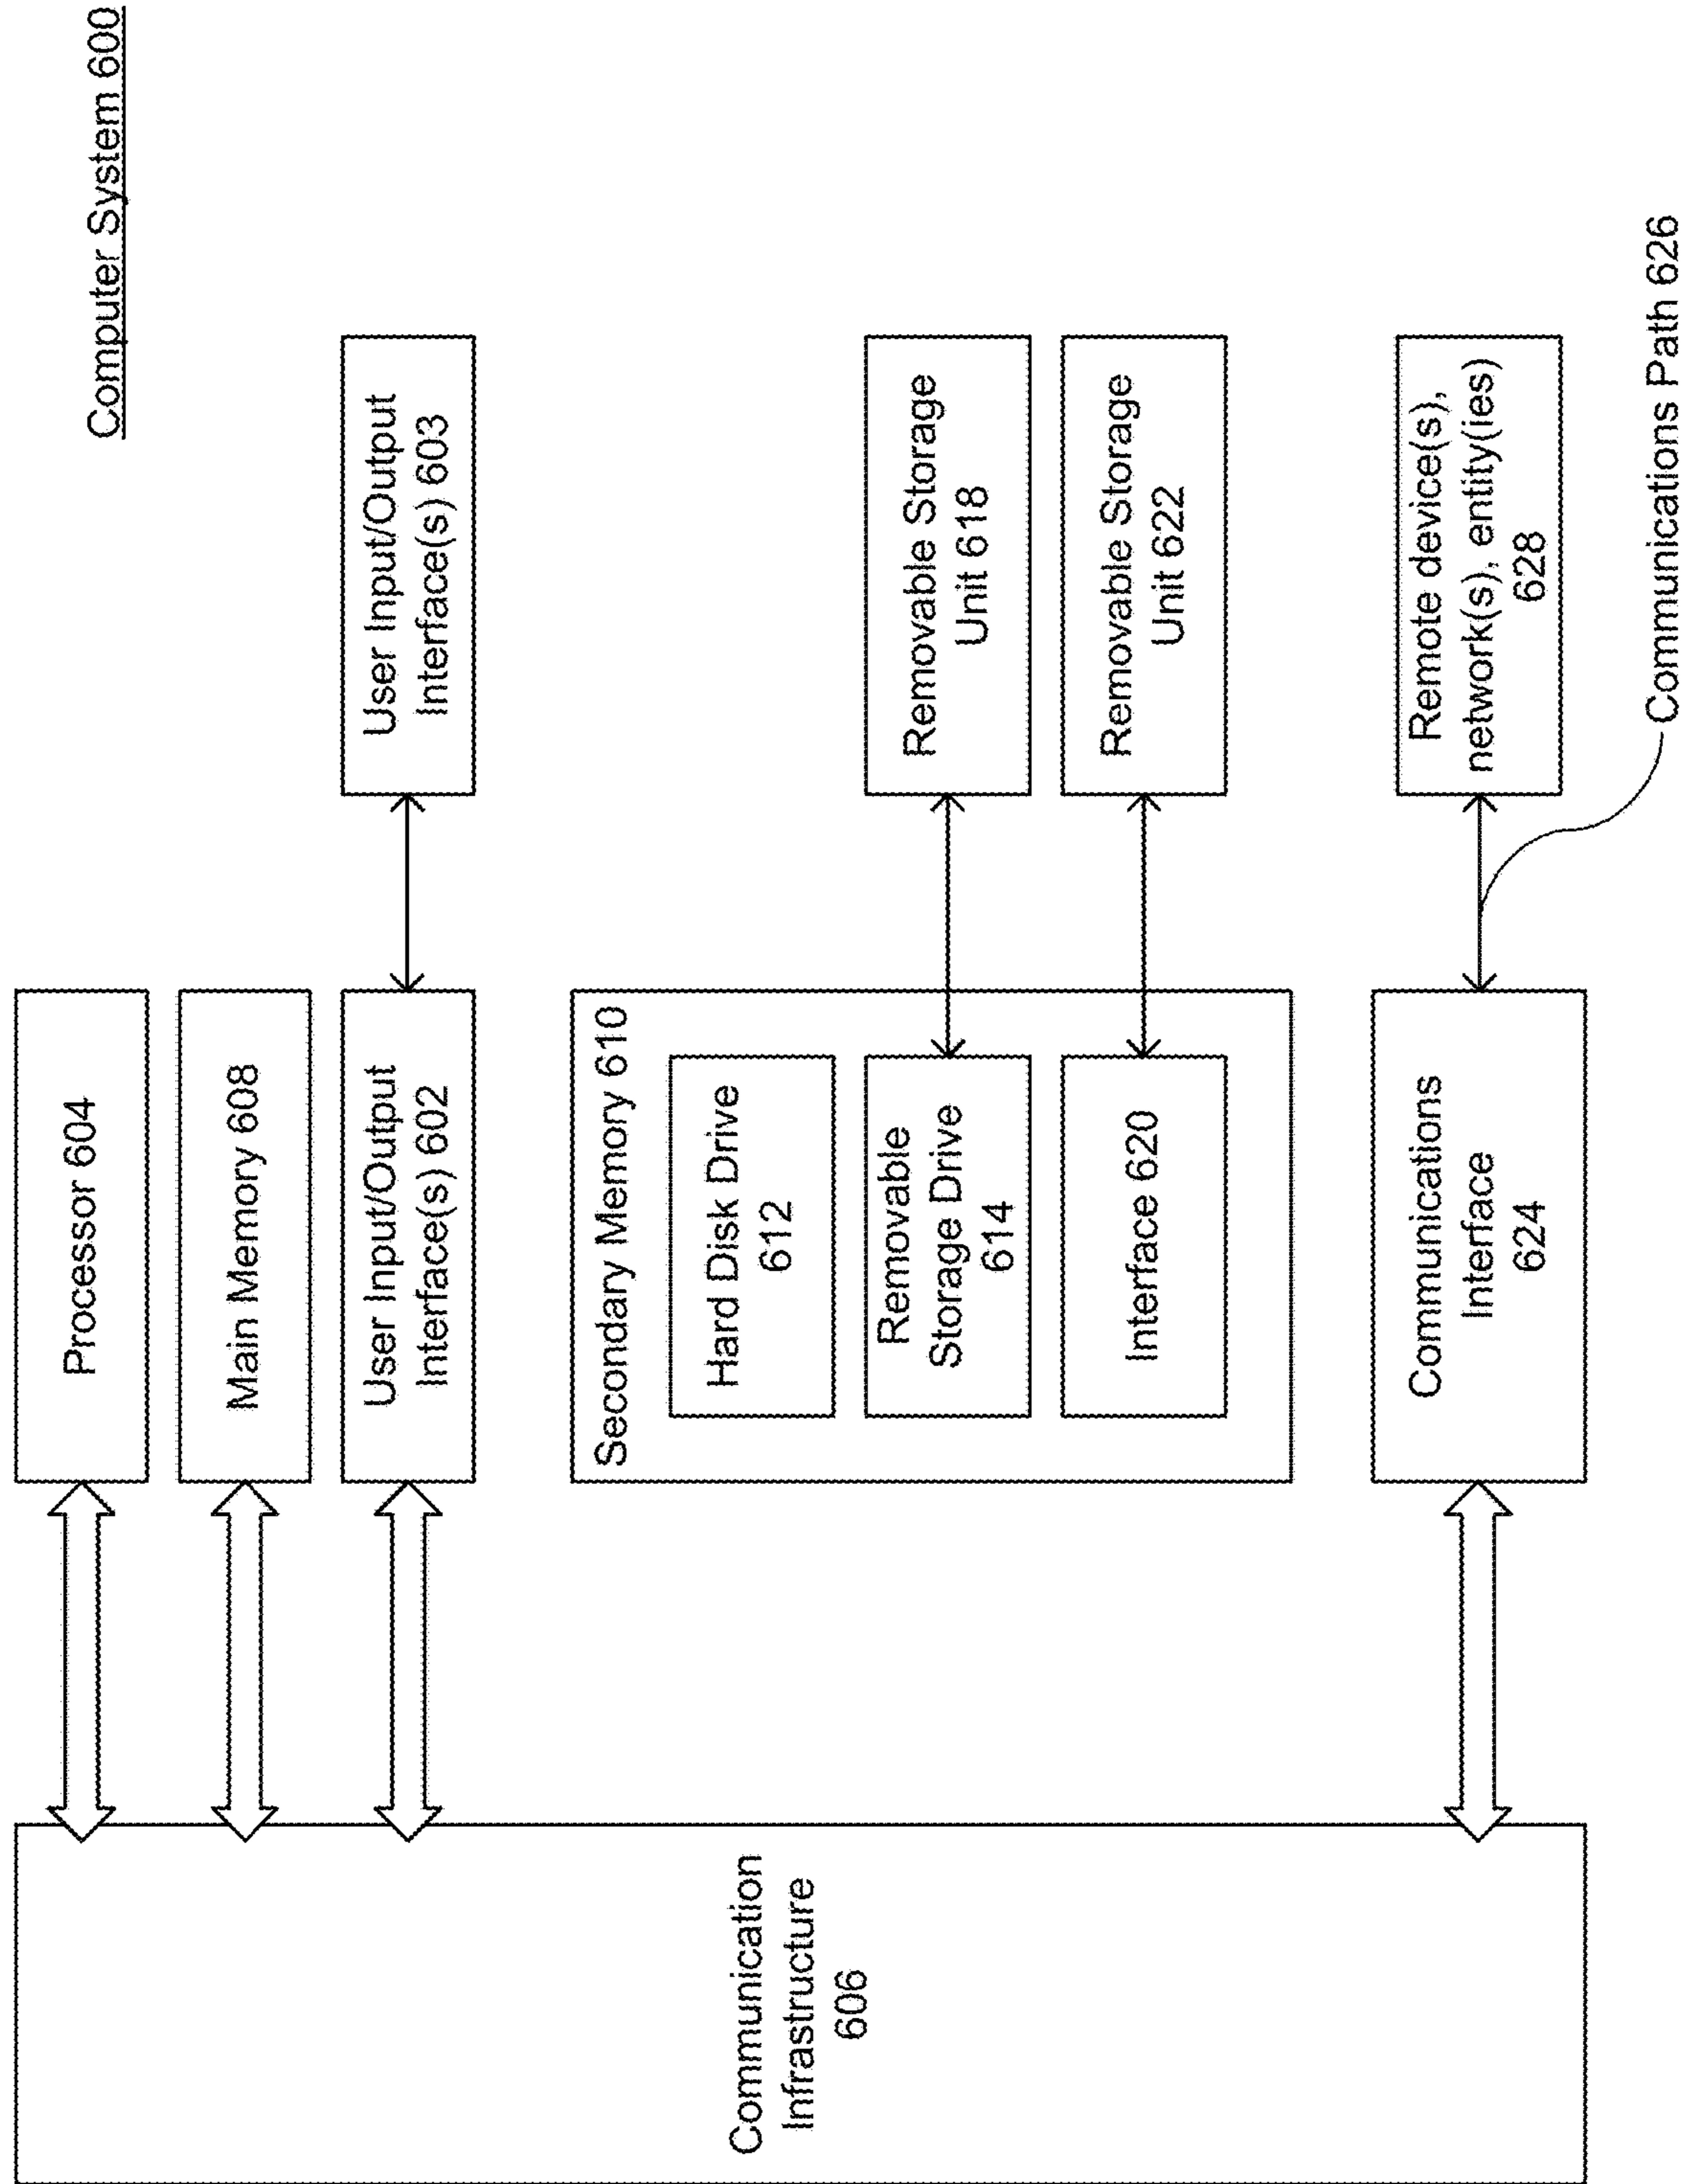 Computer System 600
Processor 604
Main Memory 608
User Input/Output
Interface(s) 602
User Input/Output
Interface(s) 603
Communication
Infrastructure
606
Secondary Memory 610
Hard Disk Drive
612
Removable
Storage Drive
614
Removable Storage
Unit 618
Interface 620
Removable Storage
Unit 622
Communications
Interface
624
Remote device(s),
network(s), entity(ies)
628
Communications Path 626